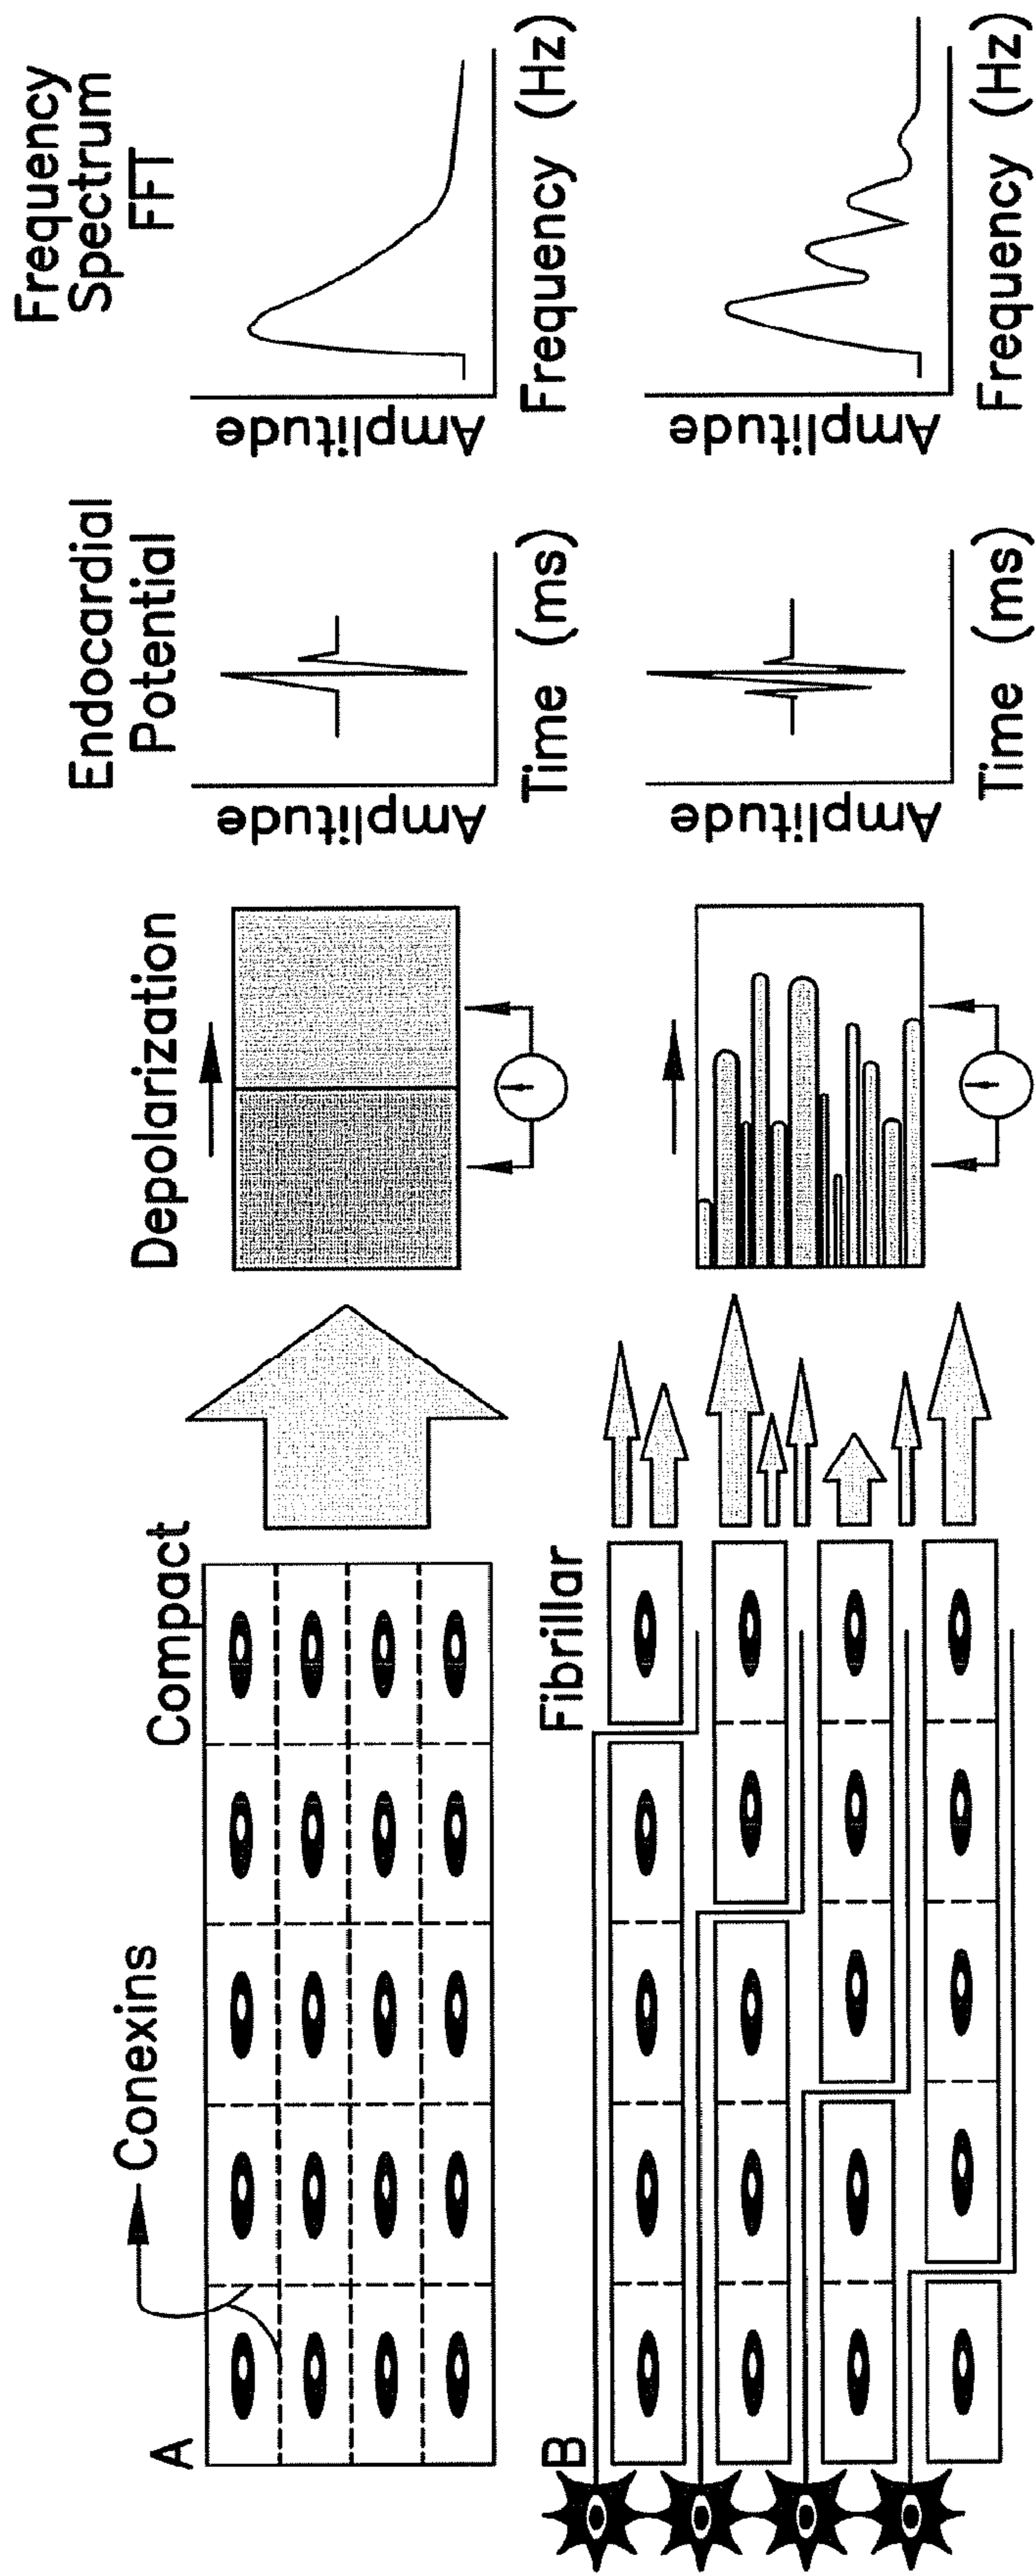 A
Conexins
Compact
Depolarization
Endocardial
Potential
Frequency
Spectrum
FFT
Amplitude
Time (ms)
Amplitude
Frequency (Hz)
B
Fibrillar
Amplitude
Time (ms)
Amplitude
Frequency (Hz)